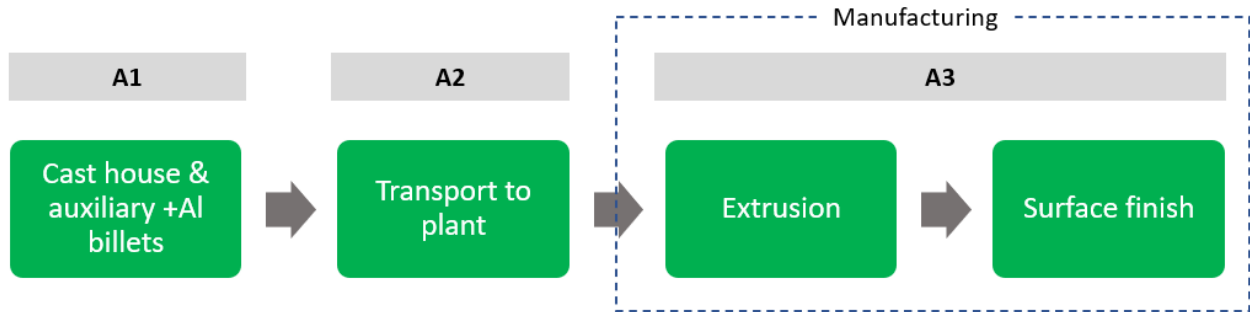 Manufacturing
A1
A2
A3
Cast house &
auxiliary +Al
billets
Transport to
plant
Extrusion
Surface finish